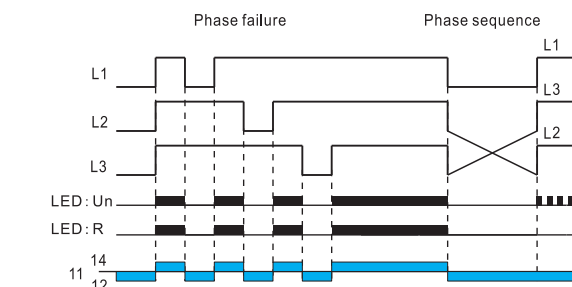 Phase failure
Phase sequence
L1
L1
L2
L3
L3
L2
LED: Un
LED: R
14
11
12